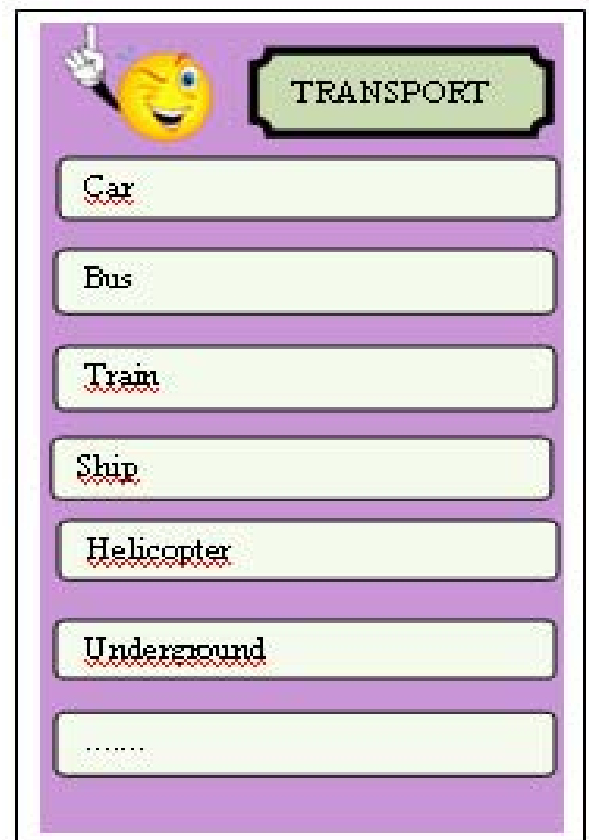 TRANSPORT
Car
Bus
Train
Ship
Helicopter
Underground
.......